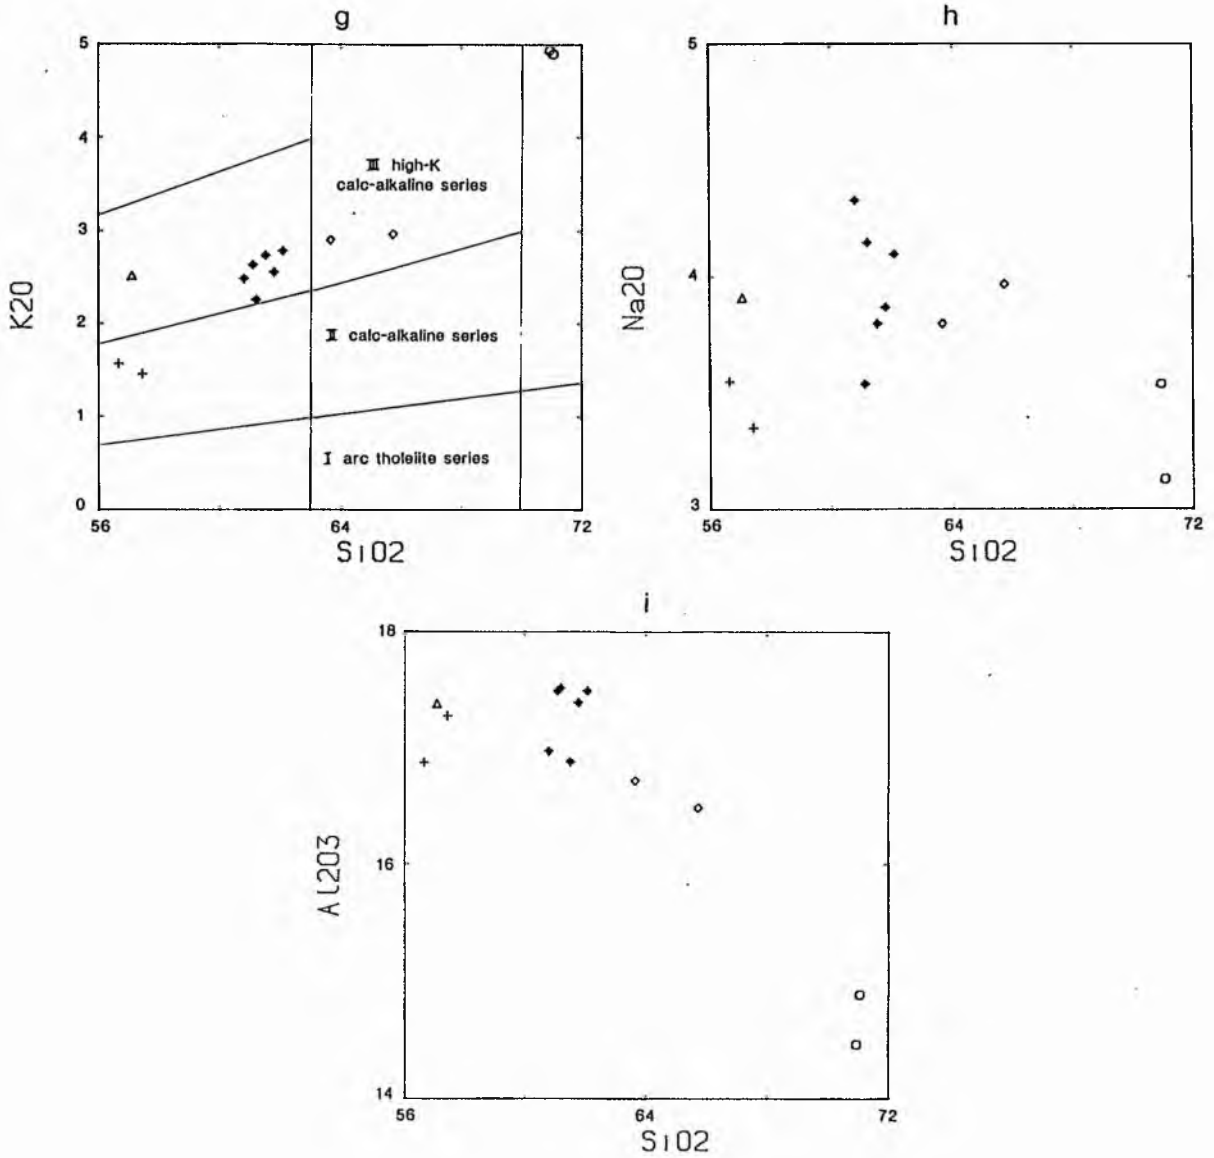 g
5
4
3
2
1
0
K2O
III high-K
calc-alkaline series
II calc-alkaline series
I arc tholeiite series
56
64
72
SiO2
h
5
4
3
Na2O
56
64
72
SiO2
i
18
16
14
Al2O3
56
64
72
SiO2